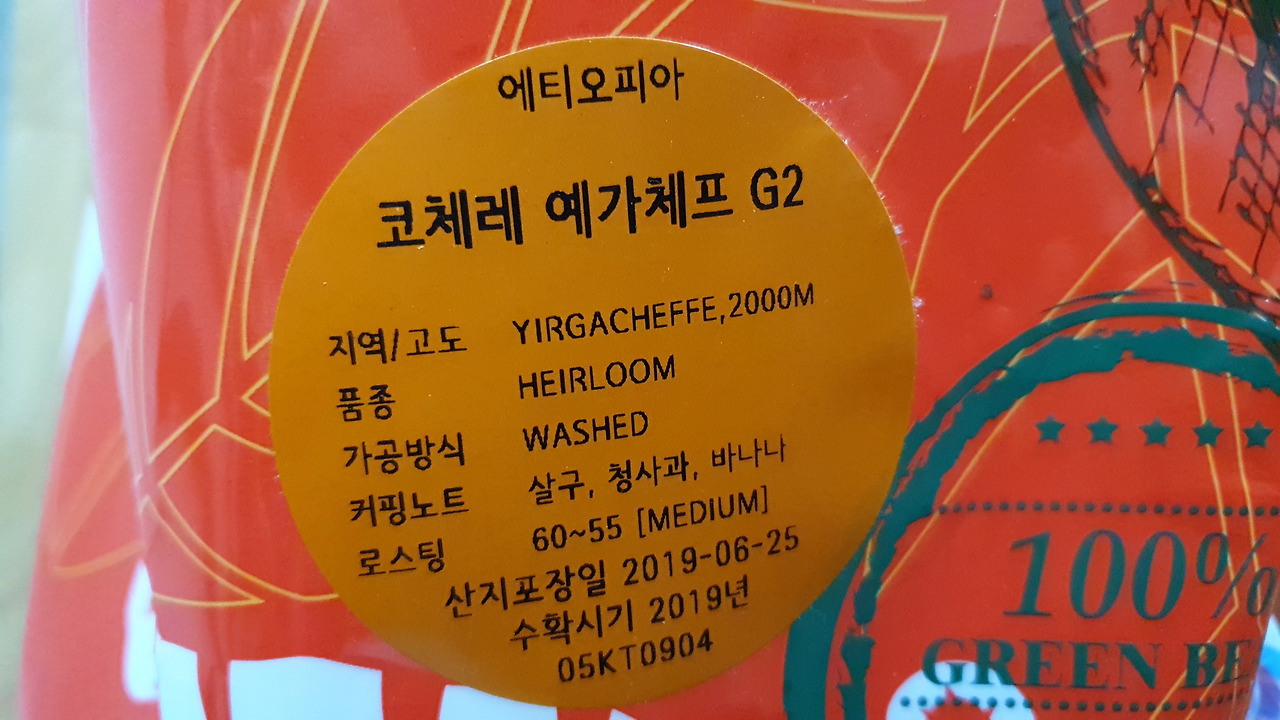 에티오피아
코체레 예가체프 G2
지역/고도 YIRGACHEFFE,2000M
품종 HEIRLOOM
가공방식 WASHED
커핑노트 살구, 청사과, 바나나
로스팅 60~55 [MEDIUM]
산지포장일 2019-06-25
수확시기 2019년
05KT0904
100%
GREEN